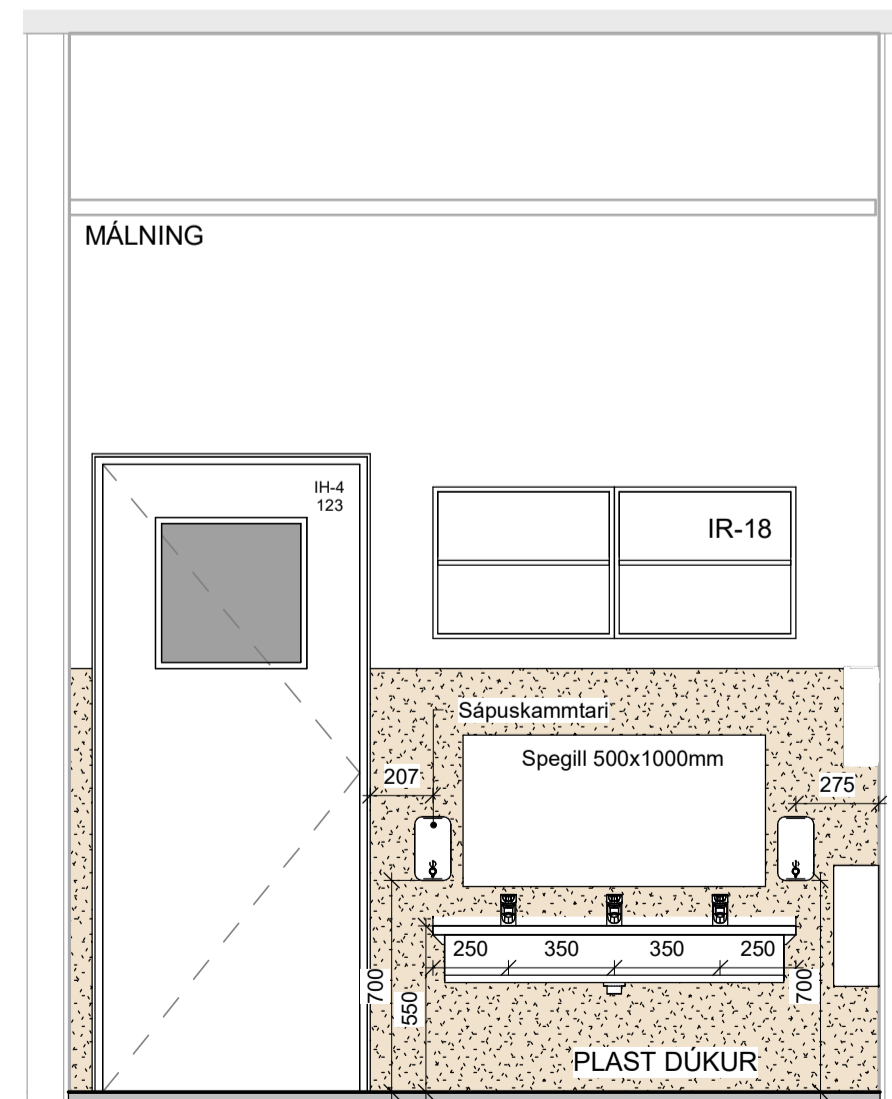 MÁLNING
IH-4
123
IR-18
Sápuskammtari
Spegill 500x1000mm
207
275
250 350 350 250
700
550
700
PLAST DÚKUR